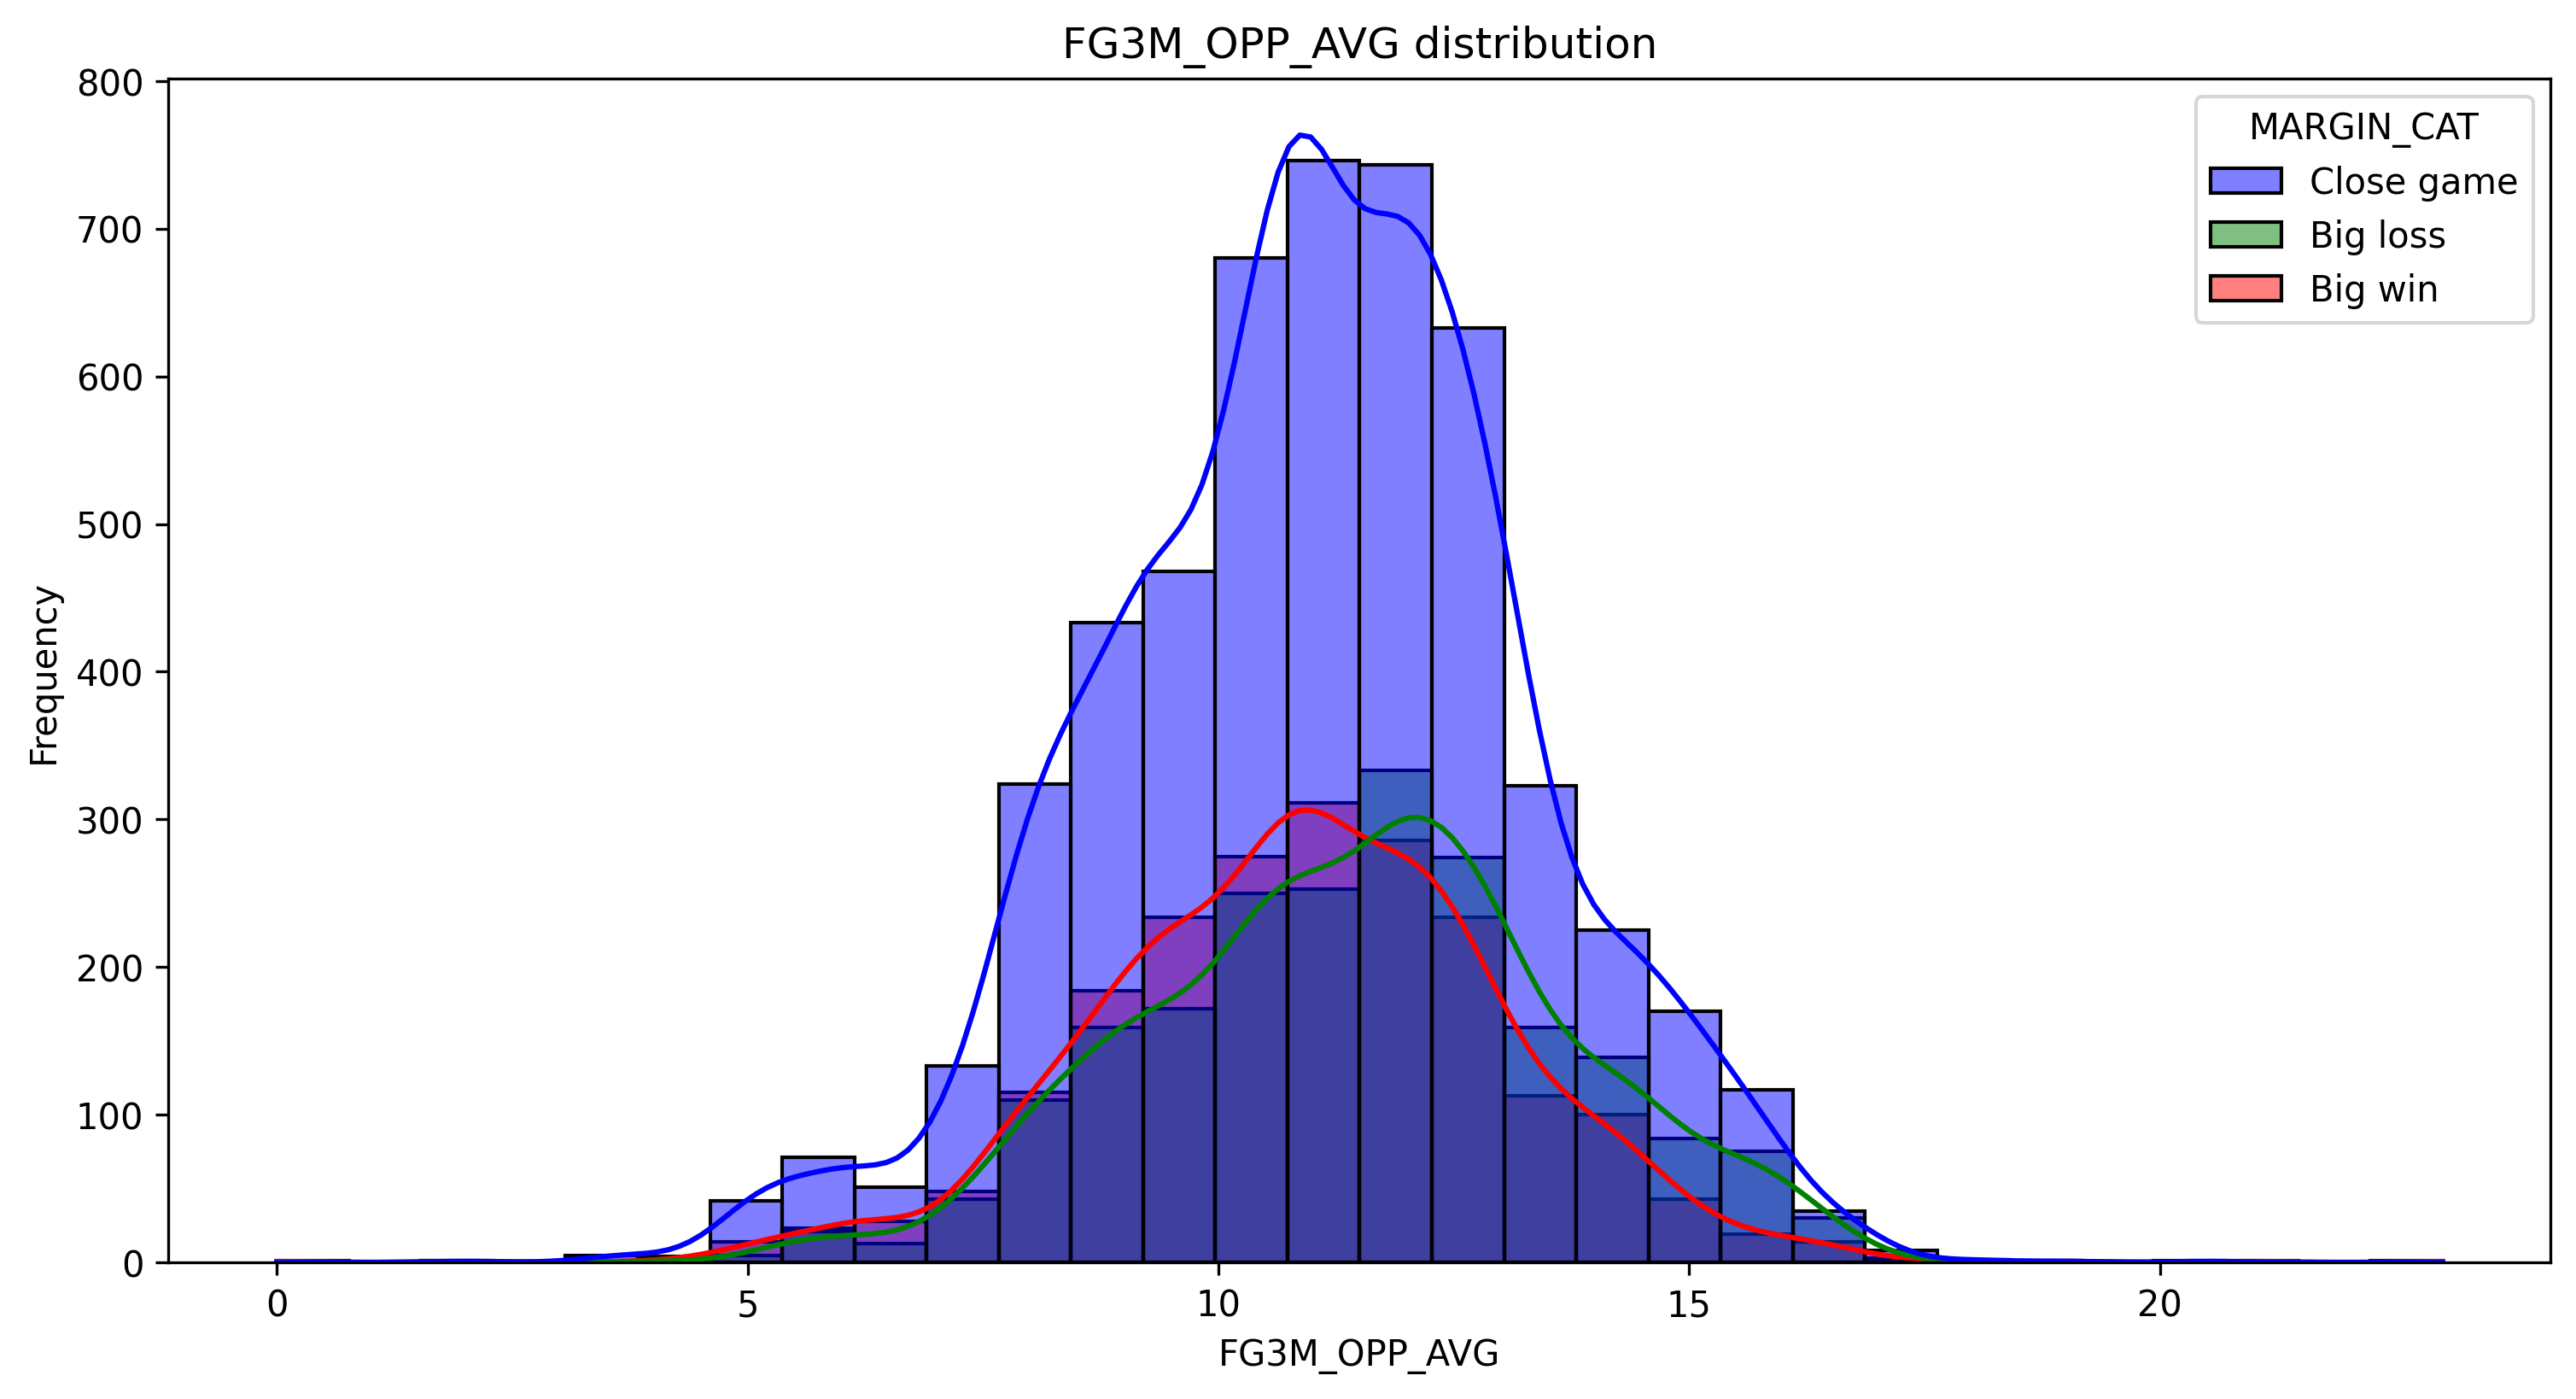 FG3M_OPP_AVG distribution
800
700
600
500
400
300
200
100
0
Frequency
MARGIN_CAT
Close game
Big loss
Big win
0 5 10 15 20
FG3M_OPP_AVG